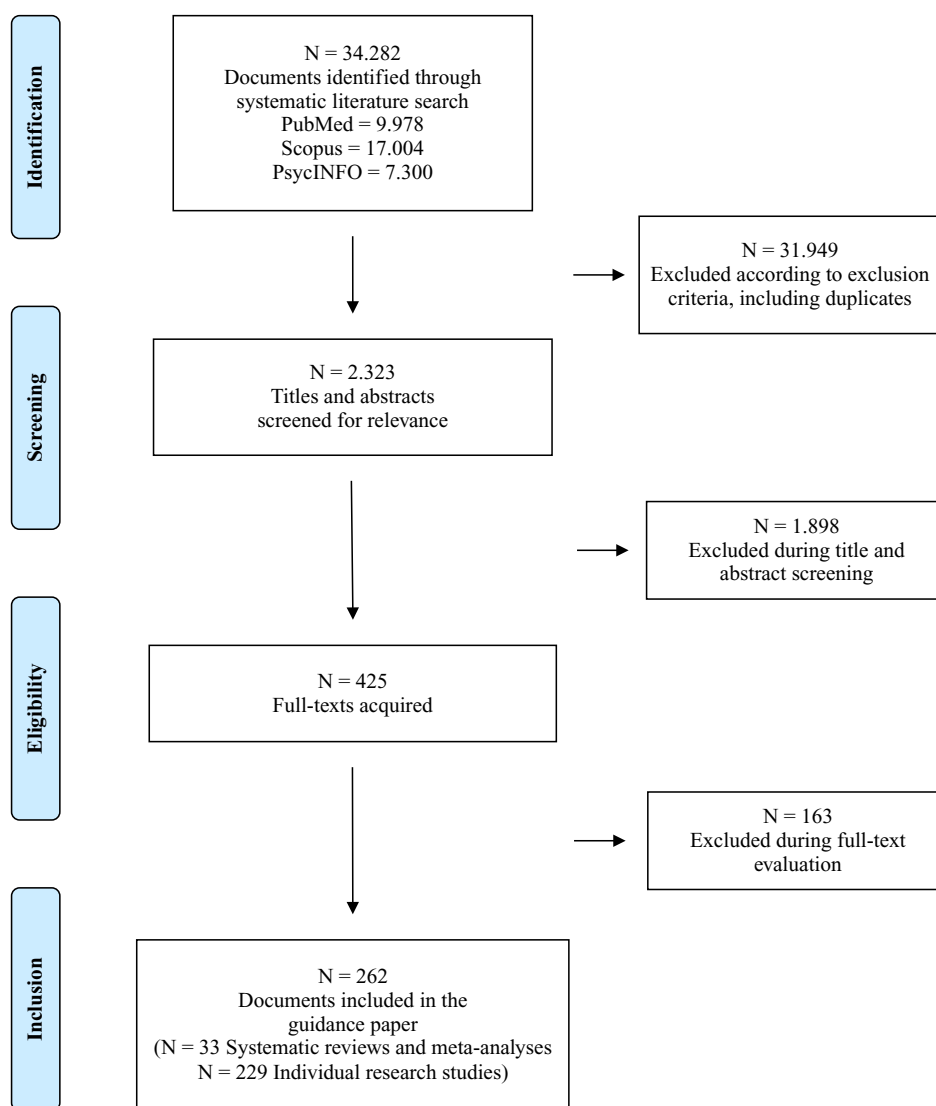 Identification
N = 34.282
Documents identified through
systematic literature search
PubMed = 9.978
Scopus = 17.004
PsycINFO = 7.300
N = 31.949
Excluded according to exclusion
criteria, including duplicates
Screening
N = 2.323
Titles and abstracts
screened for relevance
N = 1.898
Excluded during title and
abstract screening
Eligibility
N = 425
Full-texts acquired
N = 163
Excluded during full-text
evaluation
Inclusion
N = 262
Documents included in the
guidance paper
(N = 33 Systematic reviews and meta-analyses
N = 229 Individual research studies)